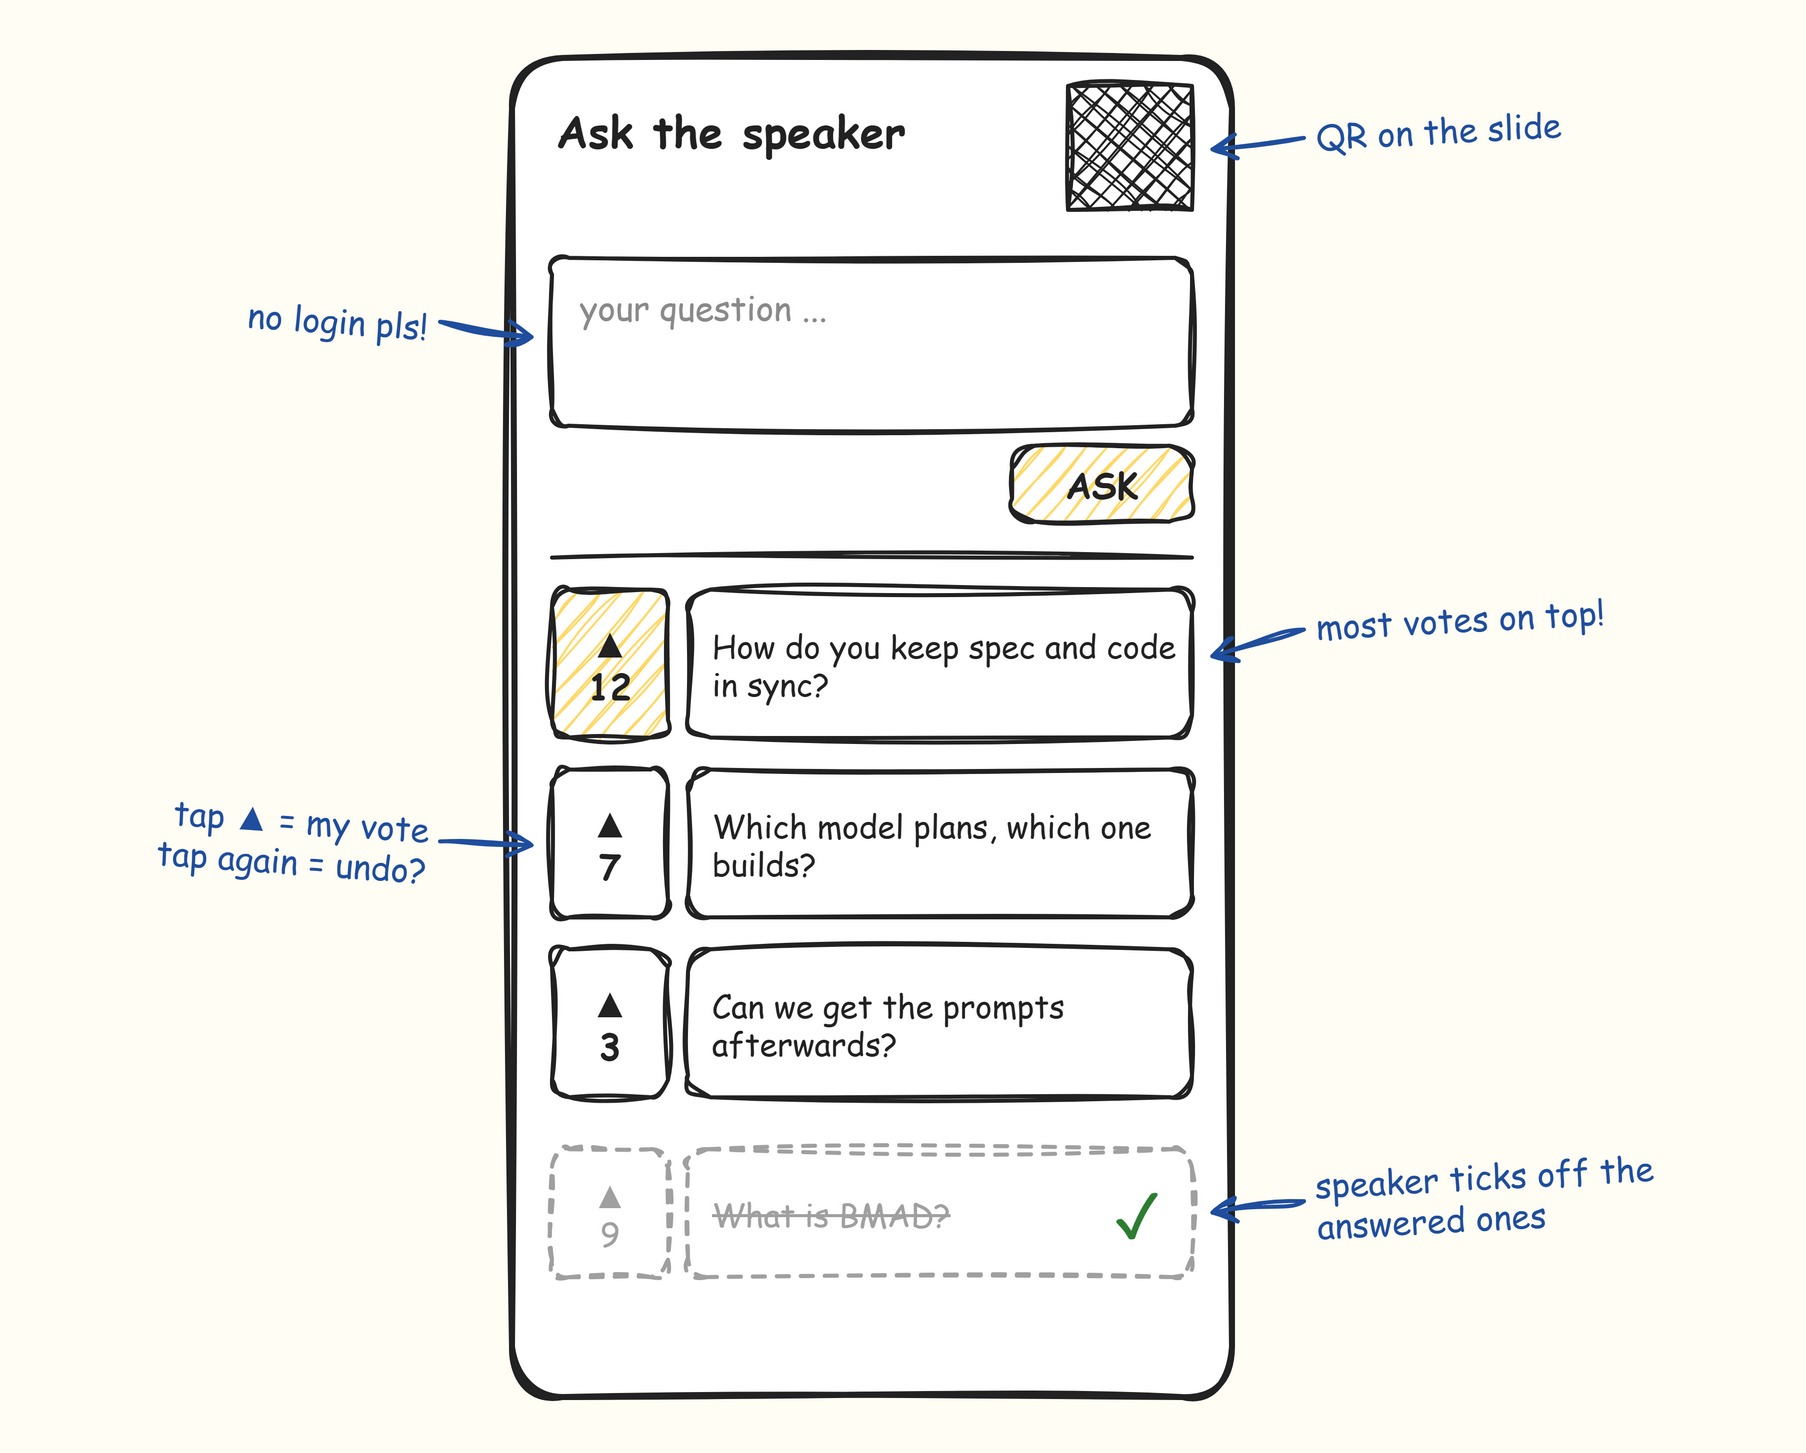 Ask the speaker
QR on the slide
your question ...
no login pls!
ASK
▲
12
How do you keep spec and code
in sync?
most votes on top!
▲
7
Which model plans, which one
builds?
tap ▲ = my vote
tap again = undo?
▲
3
Can we get the prompts
afterwards?
▲
9
What is BMAD?
✓
speaker ticks off the
answered ones